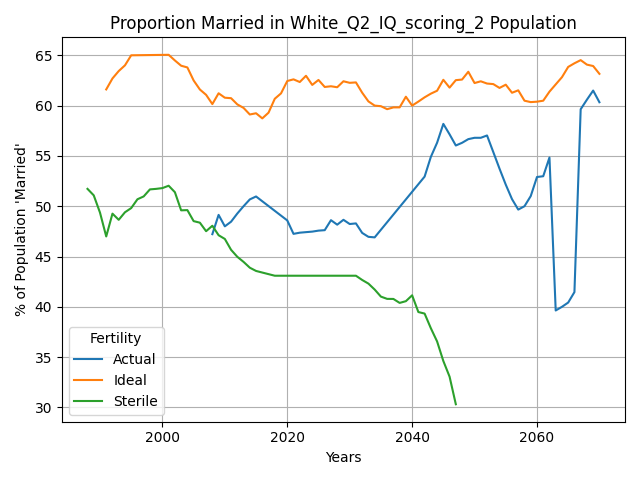 Proportion Married in White_Q2_IQ_scoring_2 Population
% of Population 'Married'
65
60
55
50
45
40
35
30
Fertility
Actual
Ideal
Sterile
2000
2020
2040
2060
Years